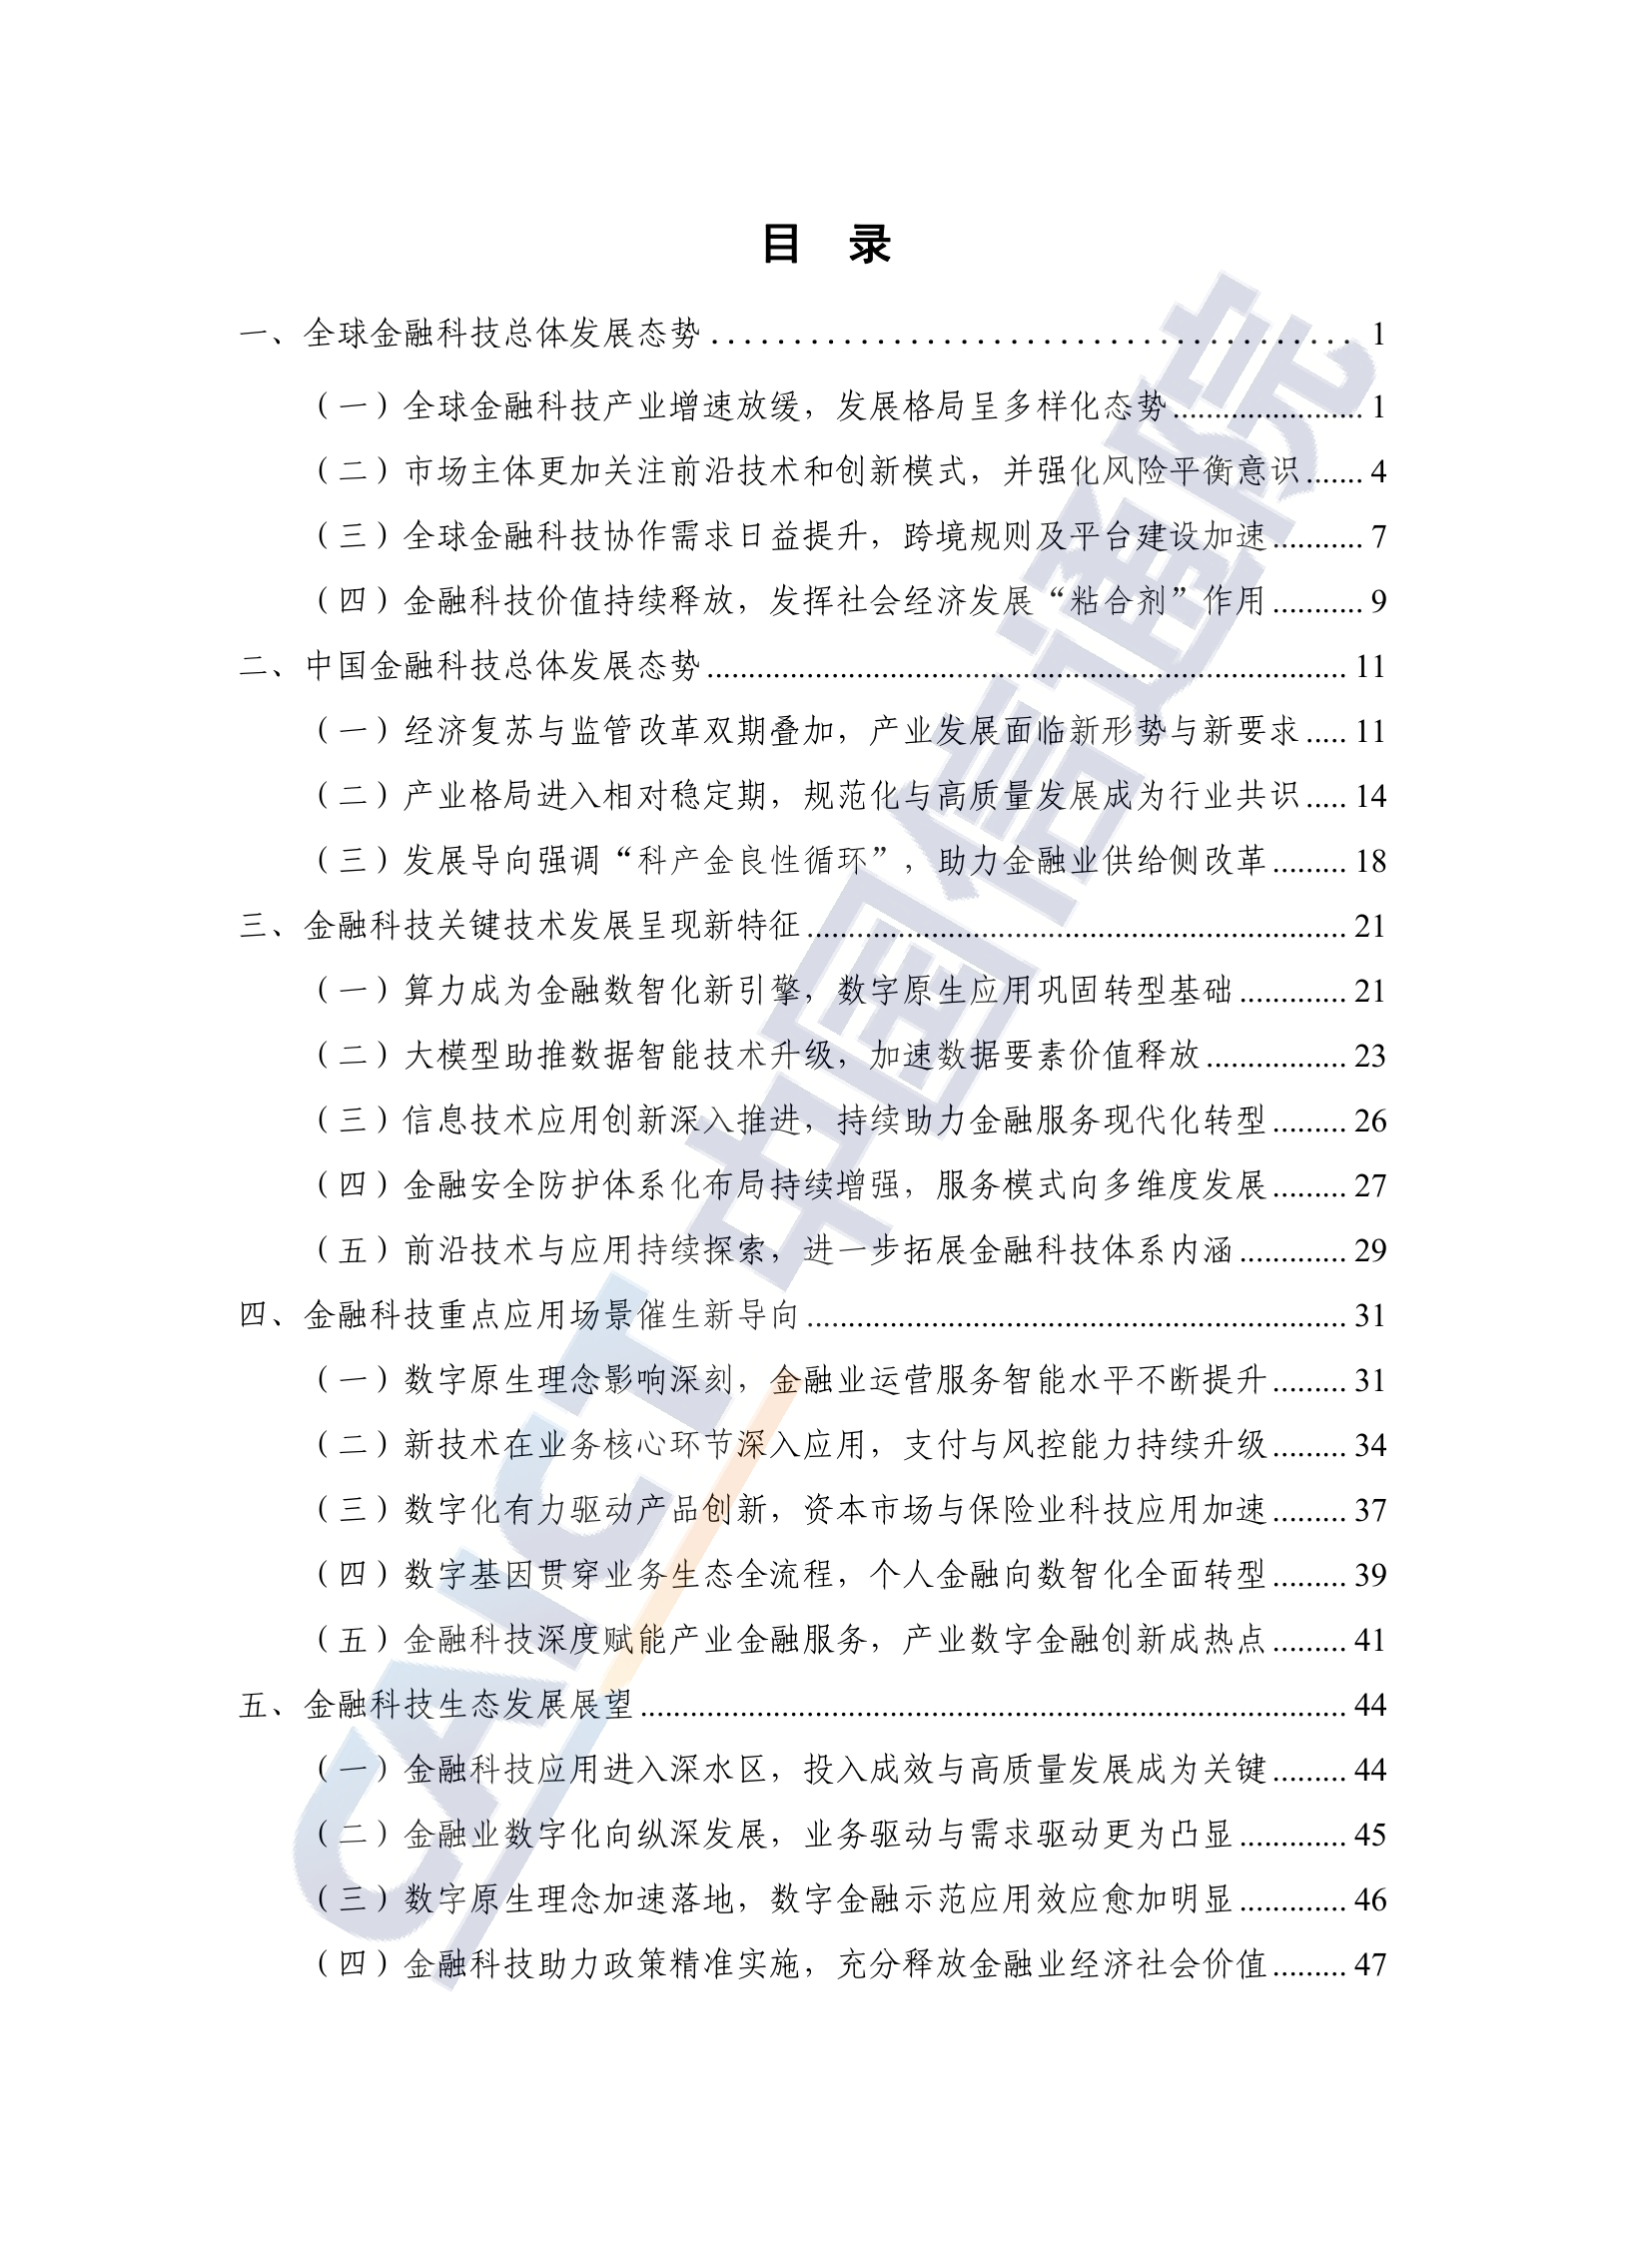 目 录
一、全球金融科技总体发展态势 ....................................... 1
（一）全球金融科技产业增速放缓，发展格局呈多样化态势 ....................... 1
（二）市场主体更加关注前沿技术和创新模式，并强化风险平衡意识 ....... 4
（三）全球金融科技协作需求日益提升，跨境规则及平台建设加速 ........... 7
（四）金融科技价值持续释放，发挥社会经济发展“粘合剂”作用 ........... 9
二、中国金融科技总体发展态势 .............................................................................. 11
（一）经济复苏与监管改革双期叠加，产业发展面临新形势与新要求 ..... 11
（二）产业格局进入相对稳定期，规范化与高质量发展成为行业共识 ..... 14
（三）发展导向强调“科产金良性循环”，助力金融业供给侧改革 ......... 18
三、金融科技关键技术发展呈现新特征 .................................................................. 21
（一）算力成为金融数智化新引擎，数字原生应用巩固转型基础 ............. 21
（二）大模型助推数据智能技术升级，加速数据要素价值释放 ................. 23
（三）信息技术应用创新深入推进，持续助力金融服务现代化转型 ......... 26
（四）金融安全防护体系化布局持续增强，服务模式向多维度发展 ......... 27
（五）前沿技术与应用持续探索，进一步拓展金融科技体系内涵 ............. 29
四、金融科技重点应用场景催生新导向 .................................................................. 31
（一）数字原生理念影响深刻，金融业运营服务智能水平不断提升 ......... 31
（二）新技术在业务核心环节深入应用，支付与风控能力持续升级 ......... 34
（三）数字化有力驱动产品创新，资本市场与保险业科技应用加速 ......... 37
（四）数字基因贯穿业务生态全流程，个人金融向数智化全面转型 ......... 39
（五）金融科技深度赋能产业金融服务，产业数字金融创新成热点 ......... 41
五、金融科技生态发展展望 ...................................................................................... 44
（一）金融科技应用进入深水区，投入成效与高质量发展成为关键 ......... 44
（二）金融业数字化向纵深发展，业务驱动与需求驱动更为凸显 ............. 45
（三）数字原生理念加速落地，数字金融示范应用效应愈加明显 ............. 46
（四）金融科技助力政策精准实施，充分释放金融业经济社会价值 ......... 47
CAICT 中国信通院